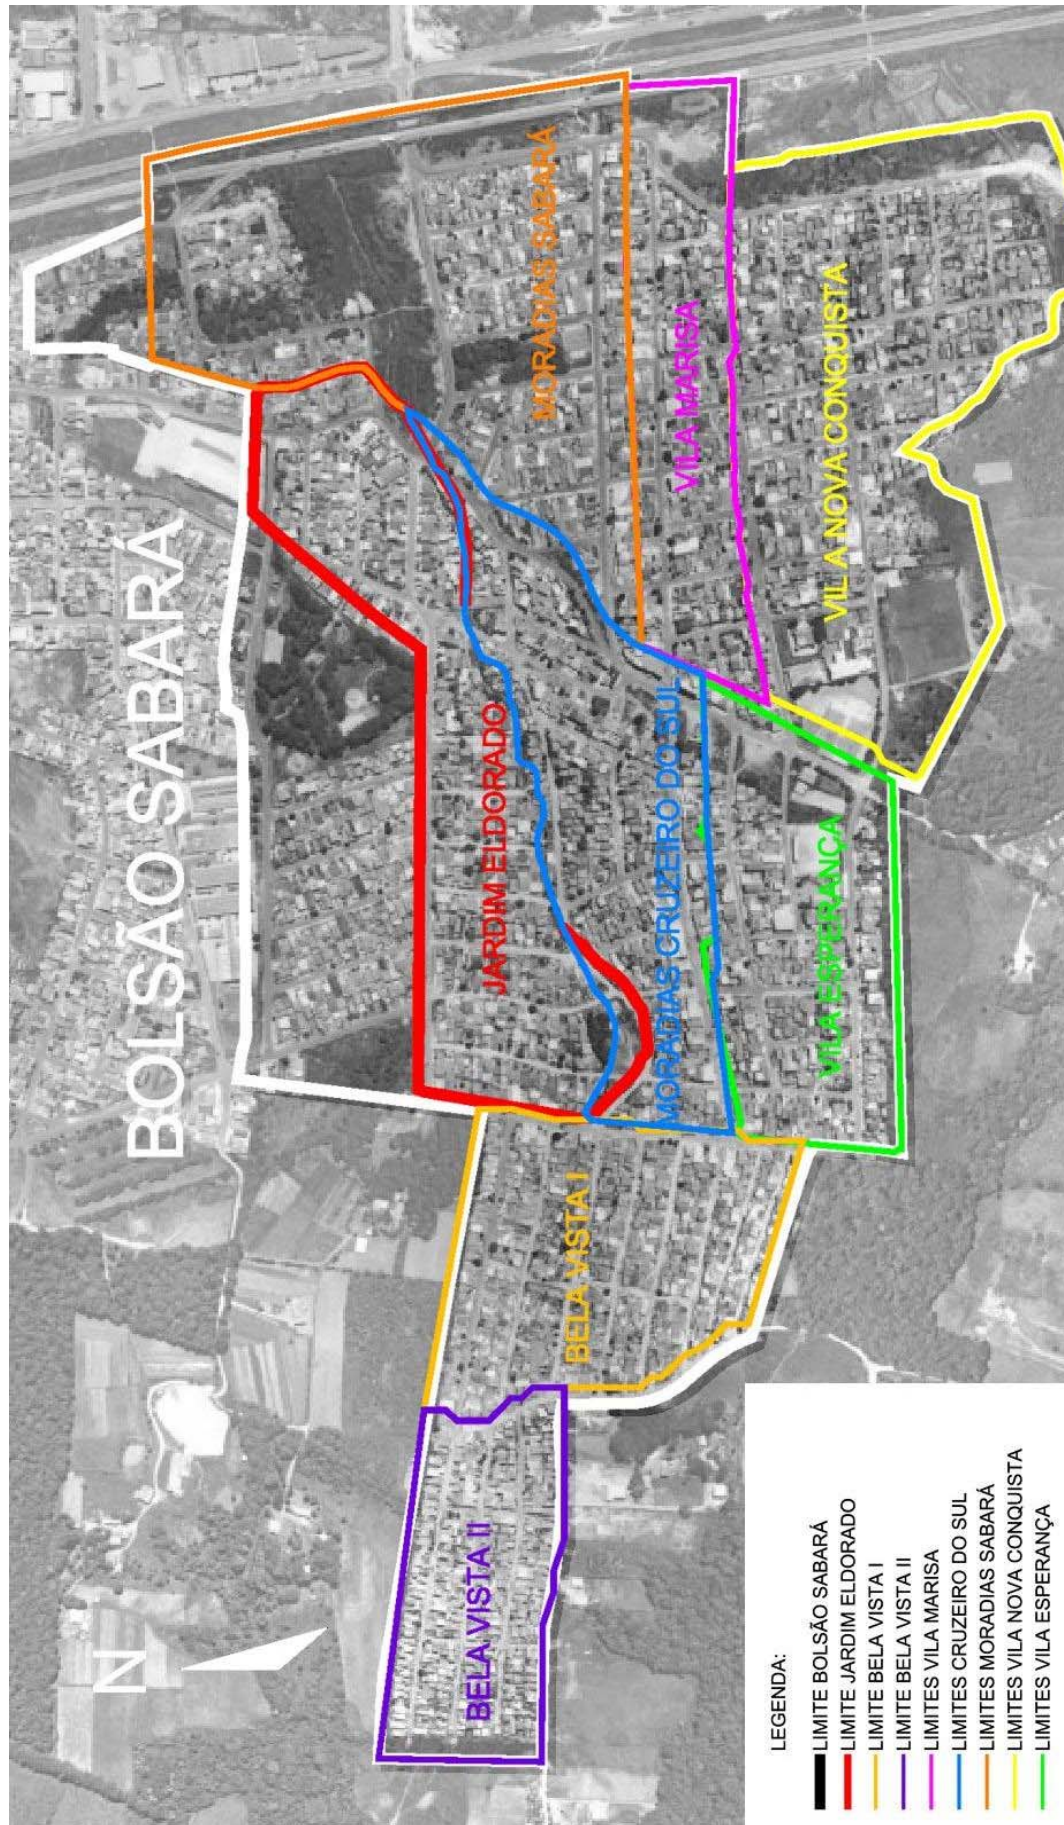 BOLSÃO SABARÁ
N
MORADIAS SABARÁ
JARDIM ELDORADO
VILA MARISA
MORADIAS CRUZEIRO DO SUL
VILA NOVA CONQUISTA
BELA VISTA I
BELA VISTA II
VILA ESPERANÇA
LEGENDA:
LIMITE BOLSÃO SABARÁ
LIMITE JARDIM ELDORADO
LIMITE BELA VISTA I
LIMITE BELA VISTA II
LIMITES VILA MARISA
LIMITES CRUZEIRO DO SUL
LIMITES MORADIAS SABARÁ
LIMITES VILA NOVA CONQUISTA
LIMITES VILA ESPERANÇA